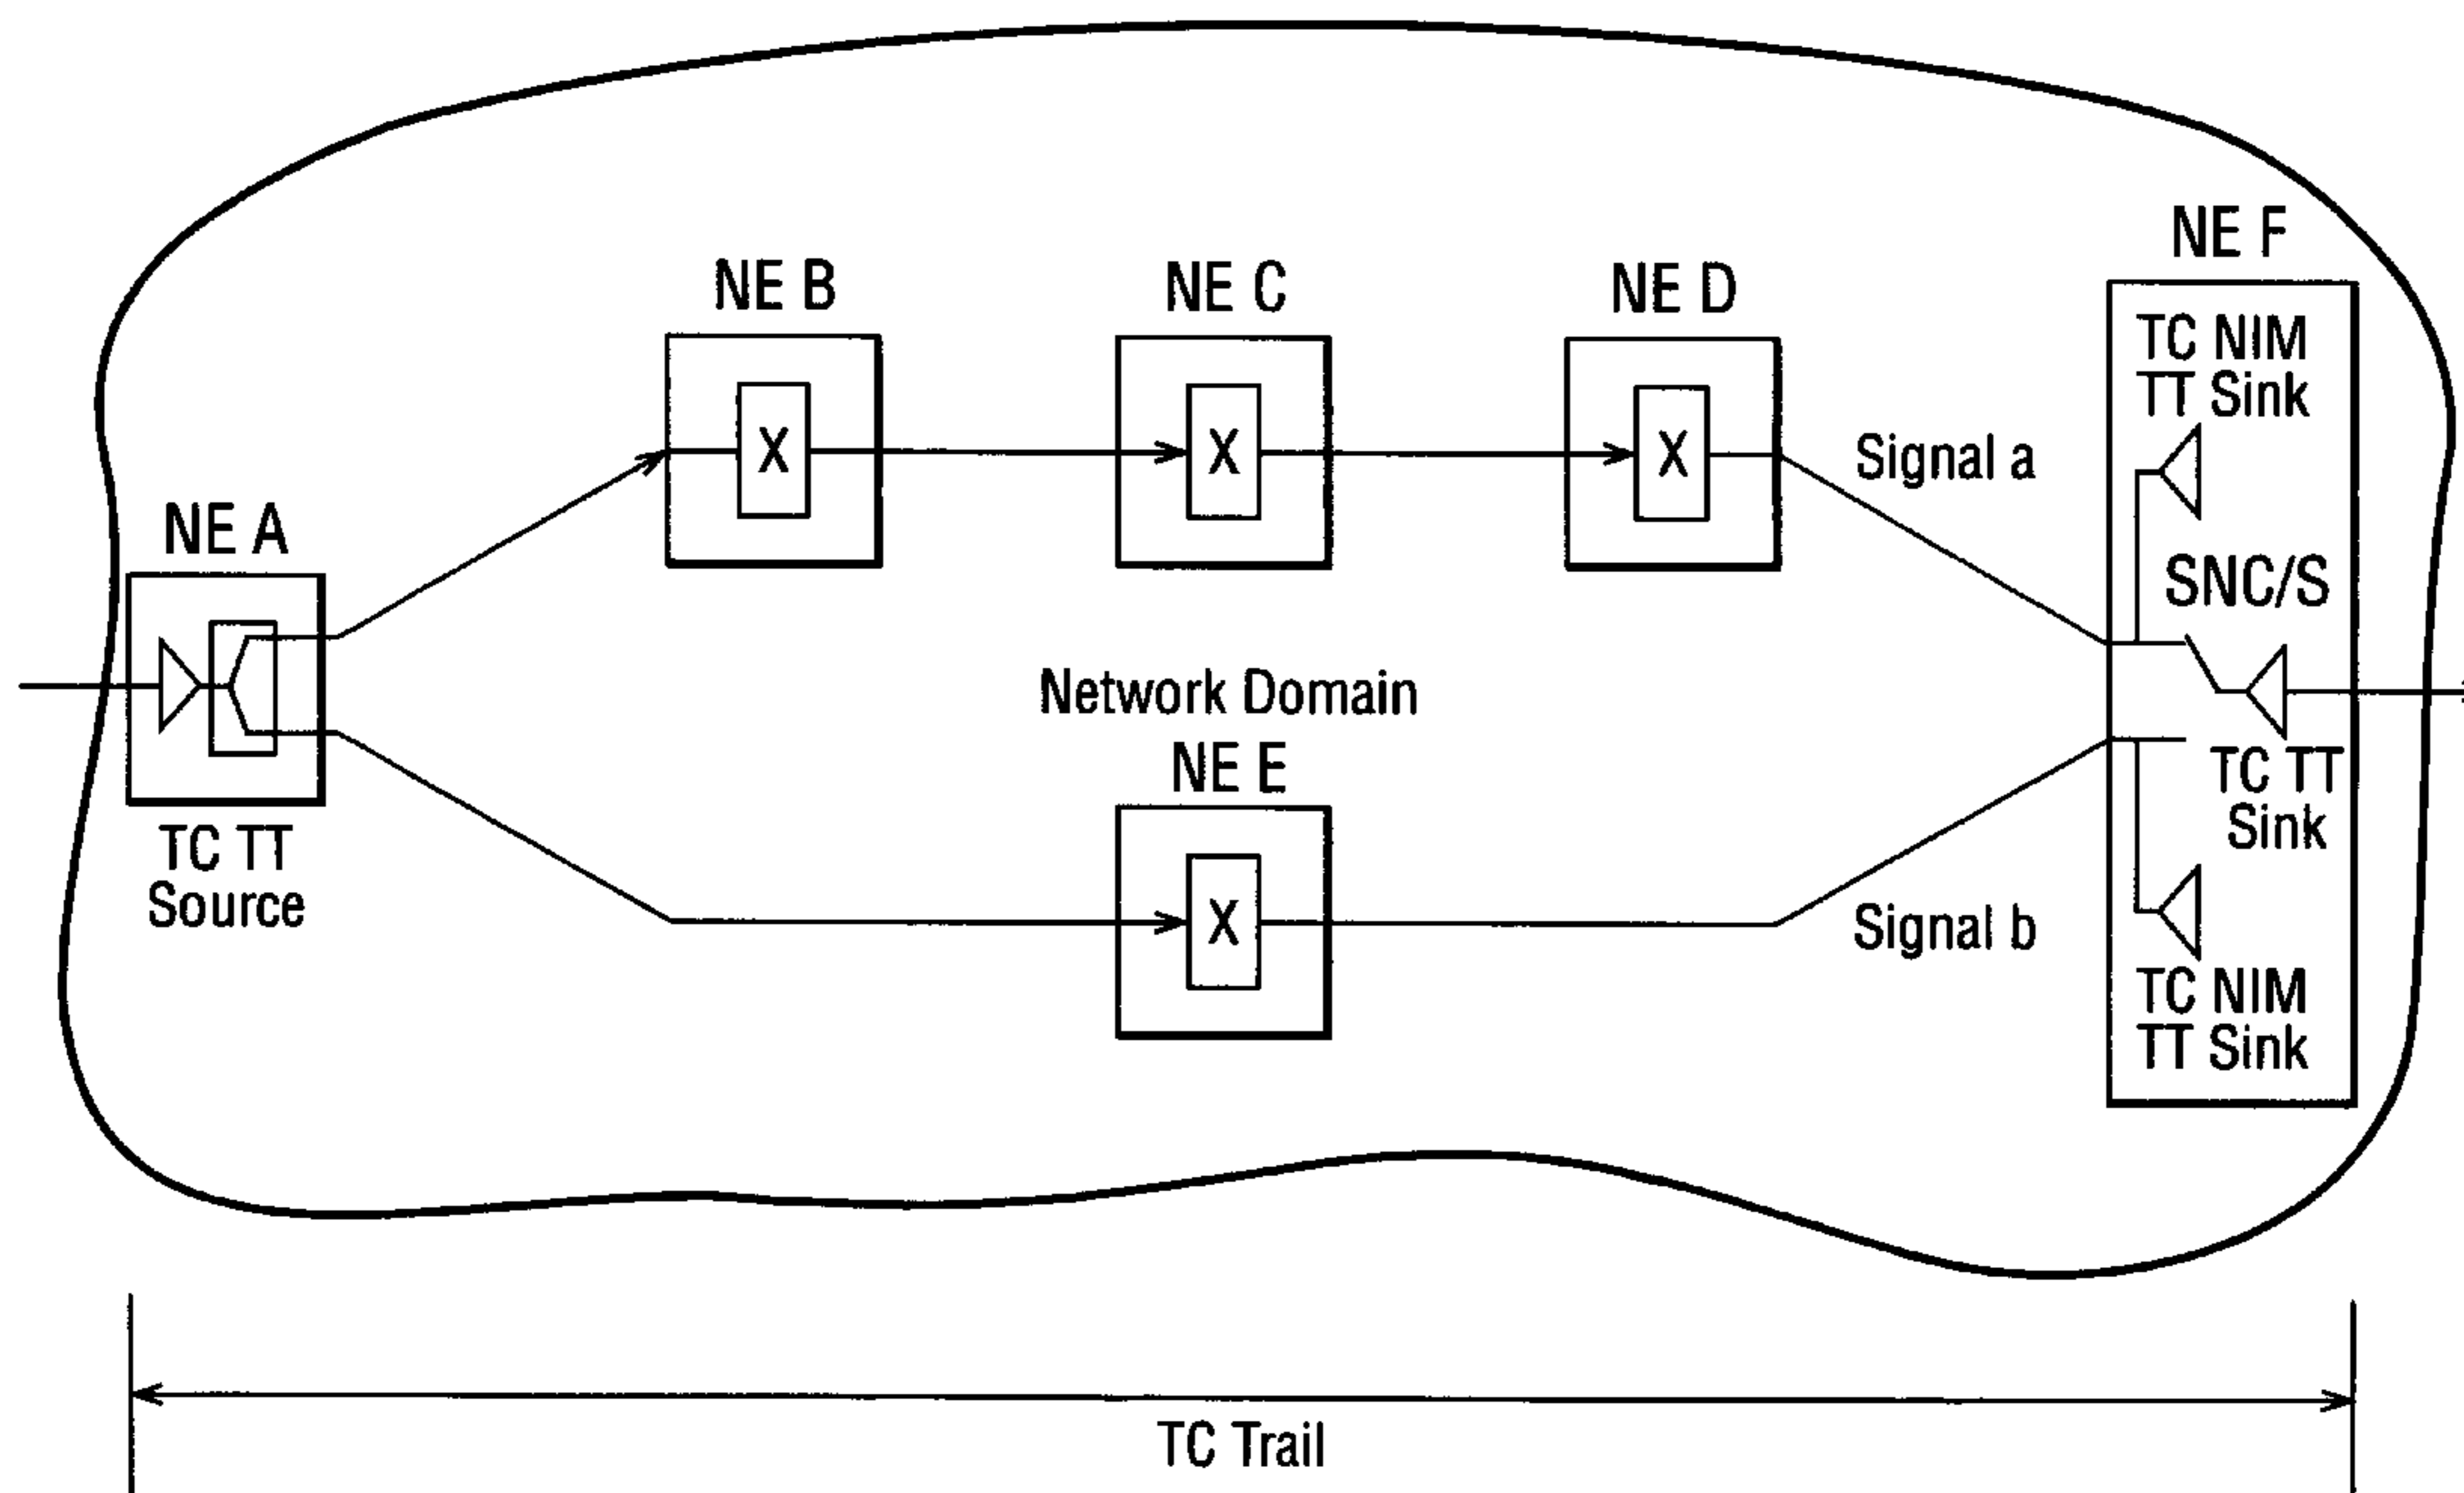 NE F
NE B
NE C
NE D
TC NIM
TT Sink
X
X
X
Signal a
NE A
SNC/S
Network Domain
NE E
TC TT
Sink
TC TT
Source
X
Signal b
TC NIM
TT Sink
TC Trail